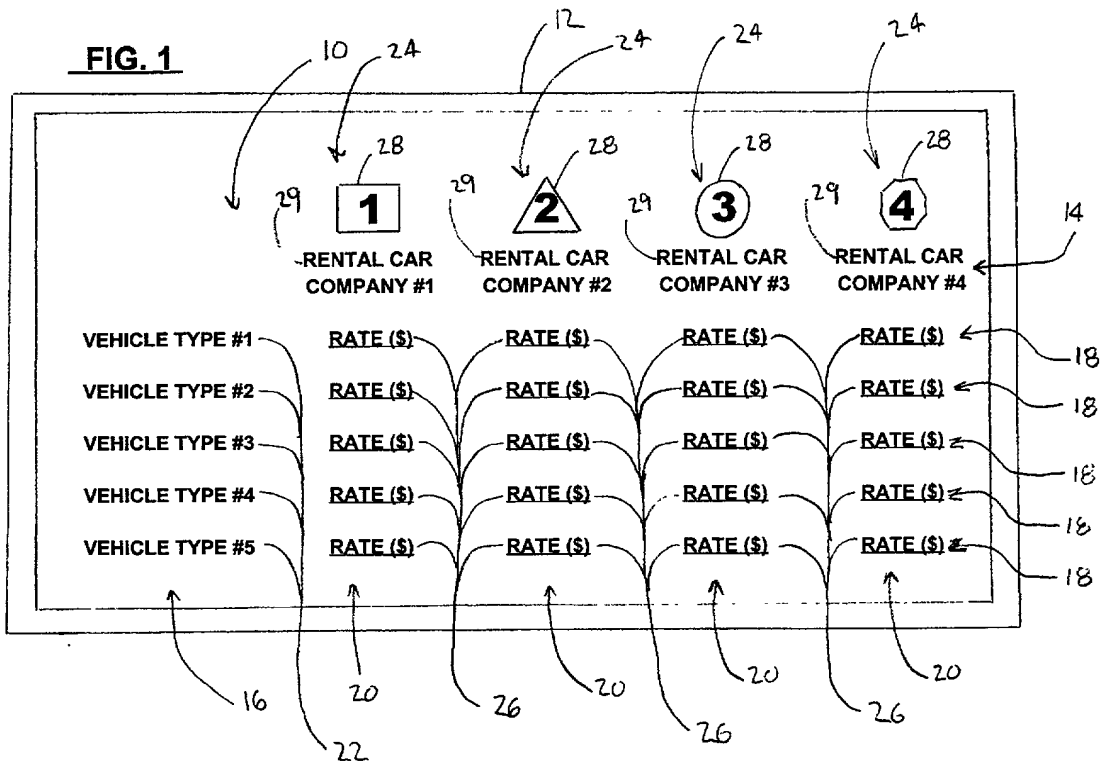 FIG. 1
10 24 12 24 24 24
28 28 28 28
1 2 3 4
29 29 29 29 14
RENTAL CAR RENTAL CAR RENTAL CAR RENTAL CAR
COMPANY #1 COMPANY #2 COMPANY #3 COMPANY #4
VEHICLE TYPE #1 RATE ($) RATE ($) RATE ($) RATE ($) 18
VEHICLE TYPE #2 RATE ($) RATE ($) RATE ($) RATE ($) 18
VEHICLE TYPE #3 RATE ($) RATE ($) RATE ($) RATE ($) 18
VEHICLE TYPE #4 RATE ($) RATE ($) RATE ($) RATE ($) 18
VEHICLE TYPE #5 RATE ($) RATE ($) RATE ($) RATE ($) 18
16 20 26 20 26 20 26 20
22